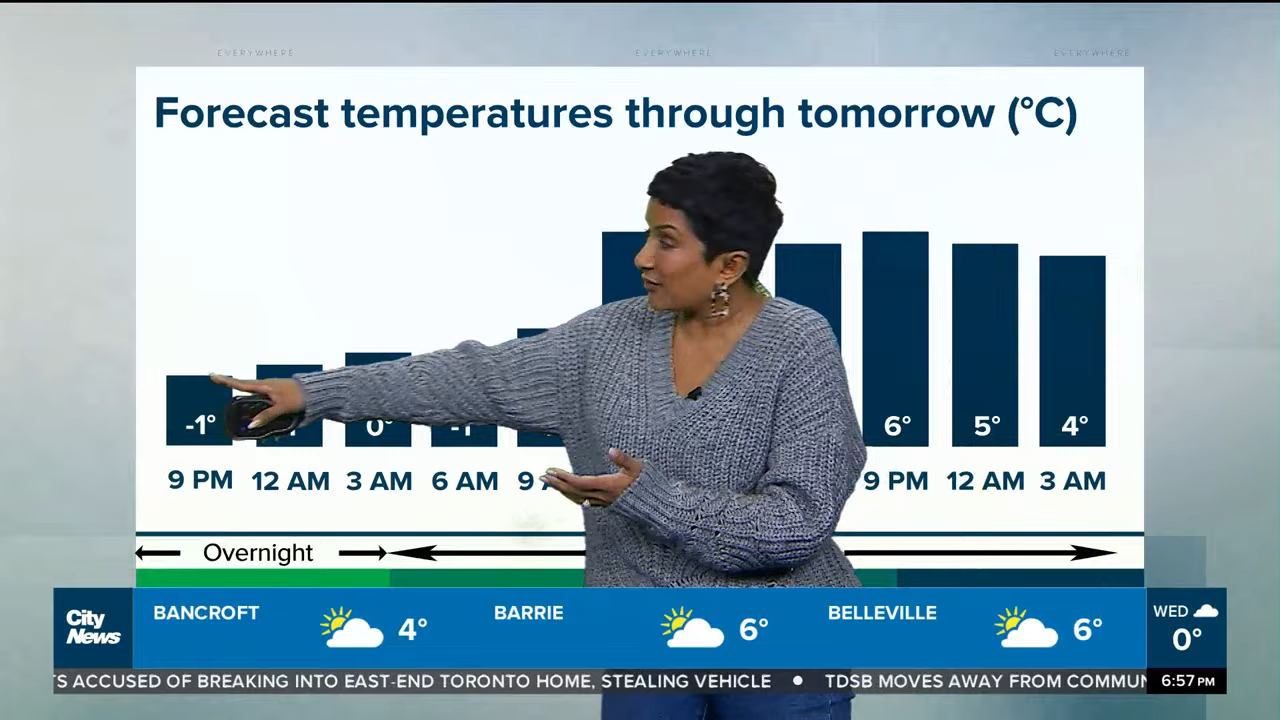 EVERYWHERE
EVERYWHERE
EVERYWHERE
Forecast temperatures through tomorrow (°C)
-1° 0° -1 6° 5° 4°
9 PM 12 AM 3 AM 6 AM 9 9 PM 12 AM 3 AM
Overnight
City News
BANCROFT 4° BARRIE 6° BELLEVILLE 6°
WED 0°
ACCUSED OF BREAKING INTO EAST-END TORONTO HOME, STEALING VEHICLE • TDSB MOVES AWAY FROM
6:57 PM